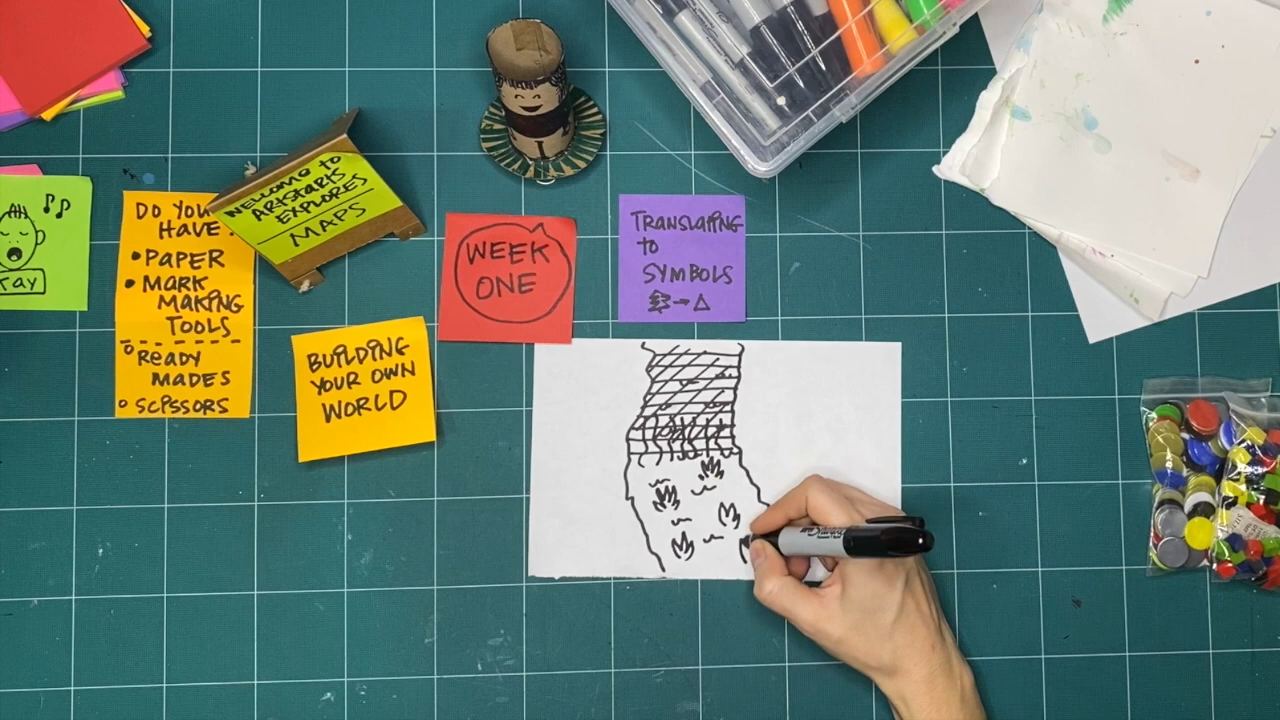 KAY
DO YOU
HAVE
• PAPER
• MARK
MAKING
TOOLS
○ READY
MADES
○ SCISSORS
WELCOME TO
ARTSTARTS
EXPLORES
MAPS
BUILDING
YOUR OWN
WORLD
WEEK
ONE
TRANSLATING
TO
SYMBOLS